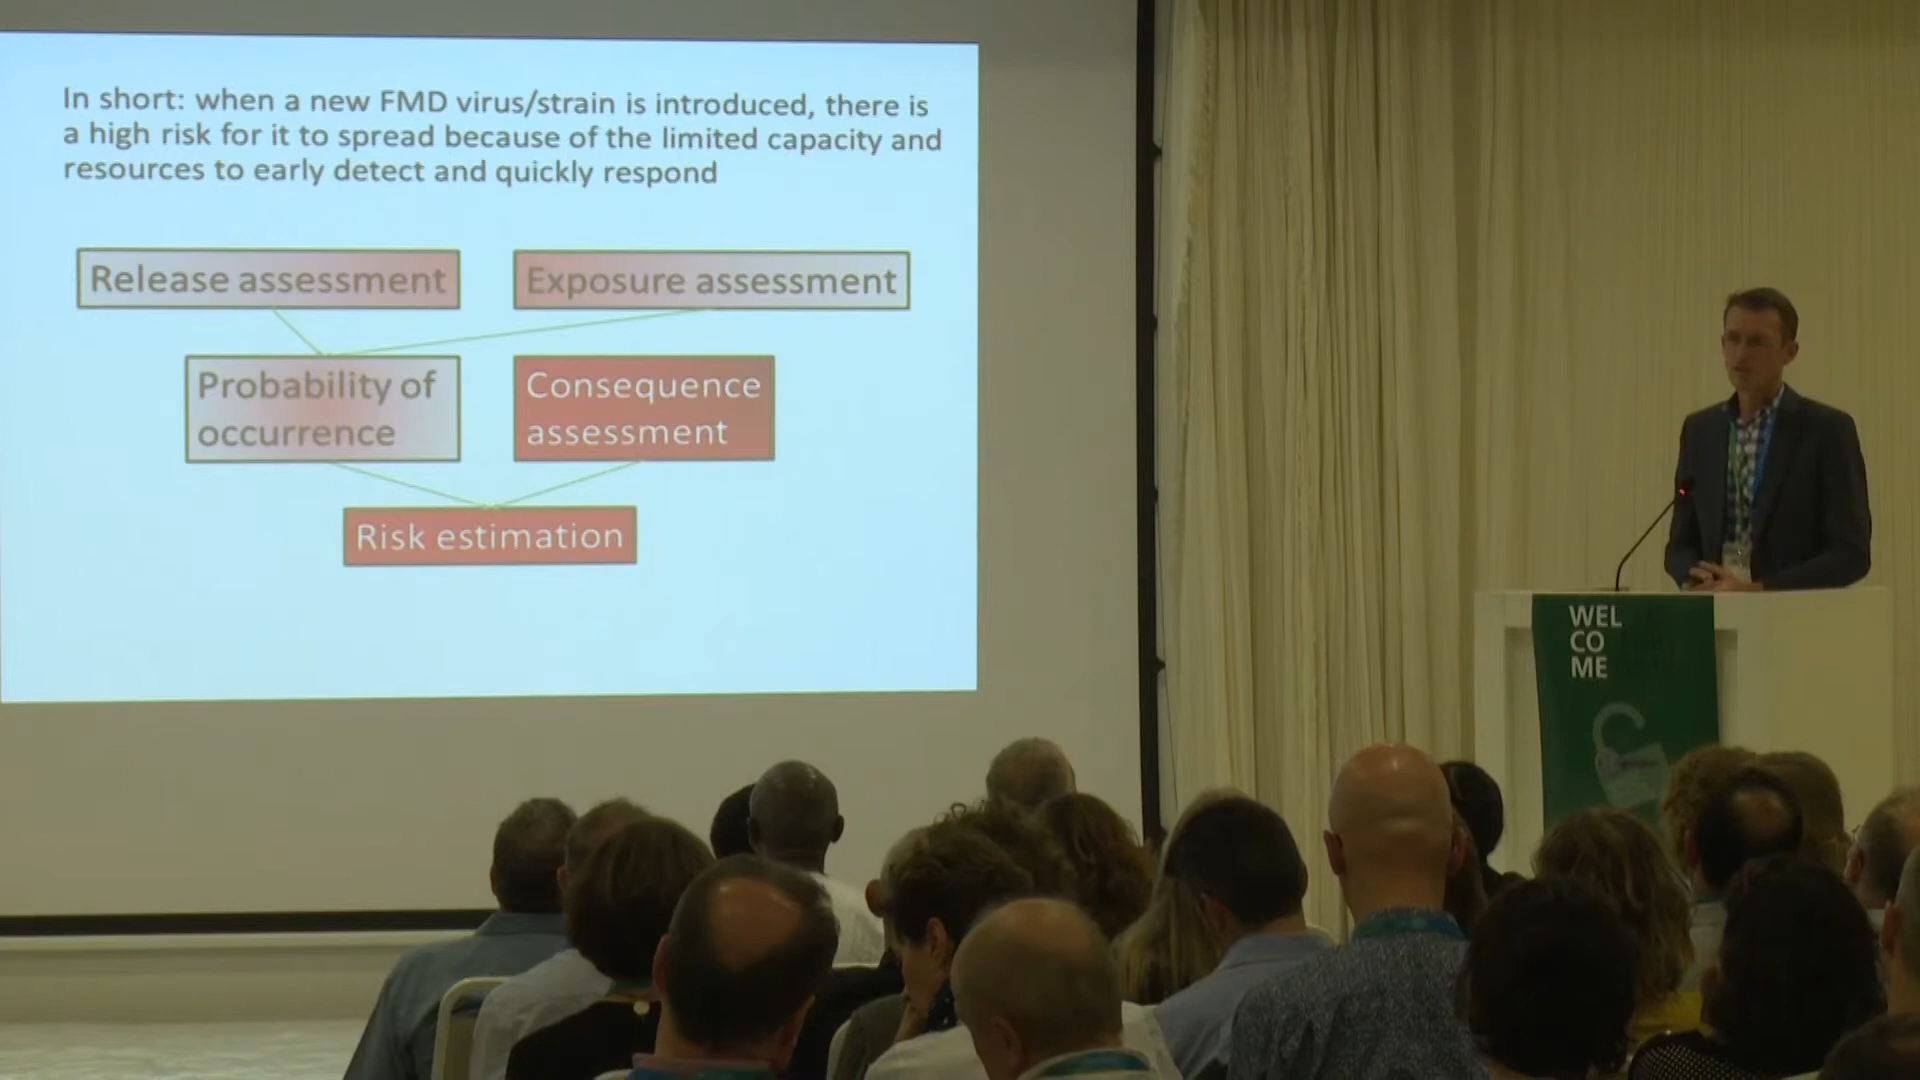 In short: when a new FMD virus/strain is introduced, there is
a high risk for it to spread because of the limited capacity and
resources to early detect and quickly respond
Release assessment
Exposure assessment
Probability of
occurrence
Consequence
assessment
Risk estimation
WEL
CO
ME